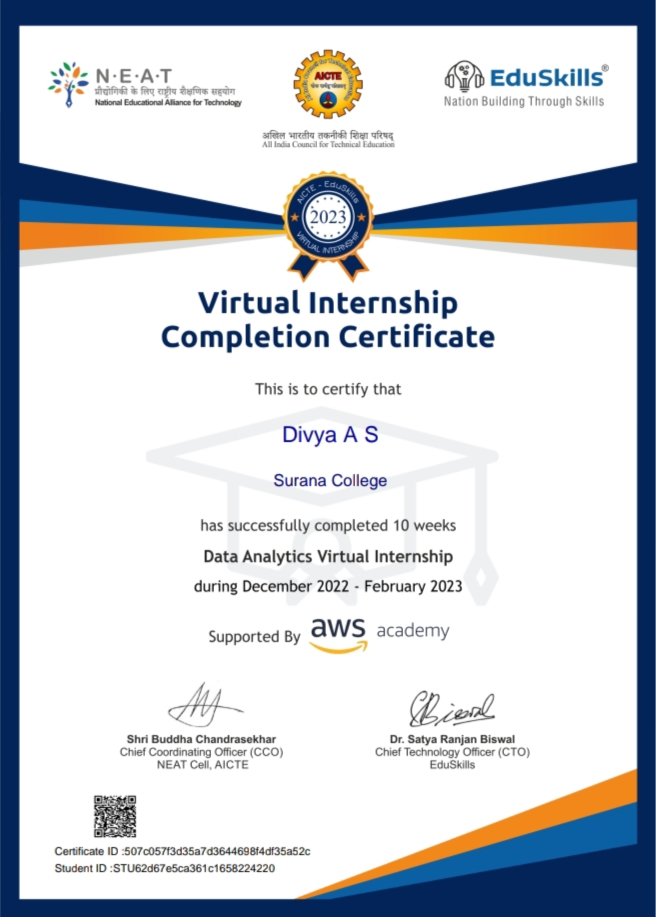 N·E·A·T
प्रौद्योगिकी के लिए राष्ट्रीय शैक्षणिक सहयोग
National Educational Alliance for Technology
AICTE
अखिल भारतीय तकनीकी शिक्षा परिषद्
All India Council for Technical Education
EduSkills®
Nation Building Through Skills
AICTE - EduSkills
2023
VIRTUAL INTERNSHIP
Virtual Internship
Completion Certificate
This is to certify that
Divya A S
Surana College
has successfully completed 10 weeks
Data Analytics Virtual Internship
during December 2022 - February 2023
Supported By aws academy
Shri Buddha Chandrasekhar
Chief Coordinating Officer (CCO)
NEAT Cell, AICTE
Dr. Satya Ranjan Biswal
Chief Technology Officer (CTO)
EduSkills
Certificate ID :507c057f3d35a7d3644698f4df35a52c
Student ID :STU62d67e5ca361c1658224220